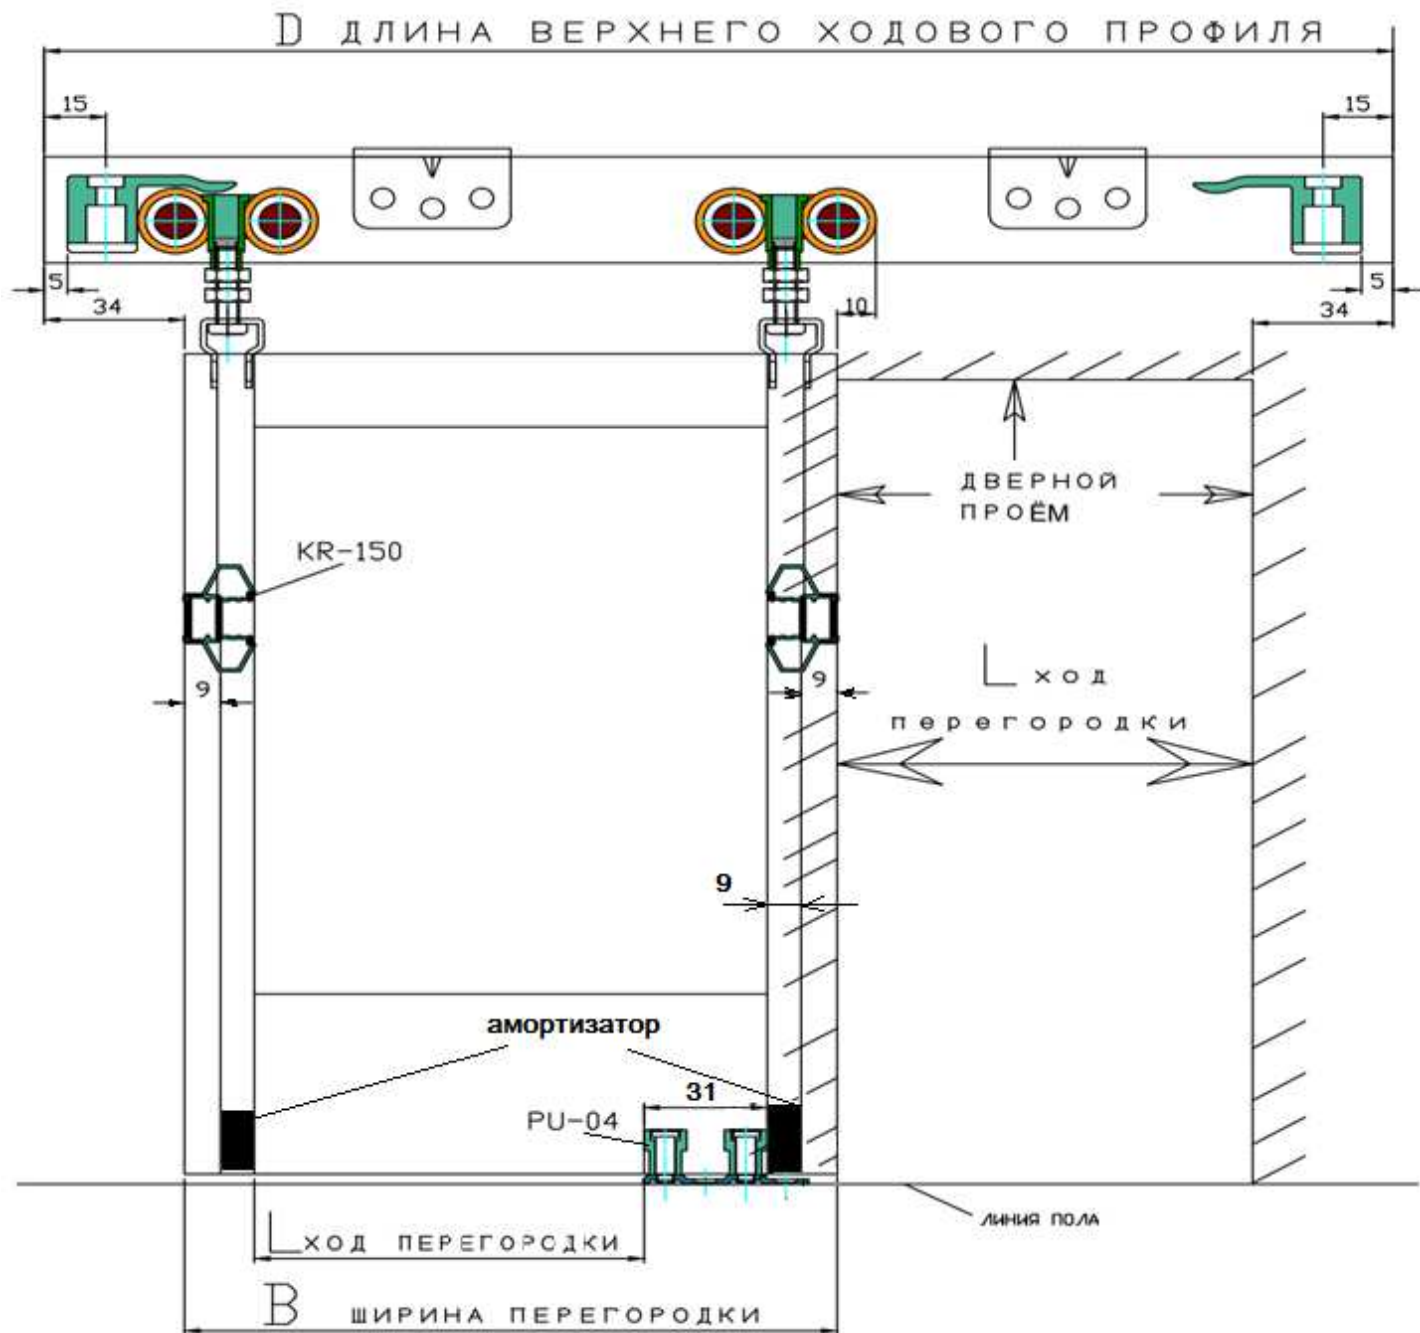 D ДЛИНА ВЕРХНЕГО ХОДОВОГО ПРОФИЛЯ
15
15
5
34
10
5
34
ДВЕРНОЙ
ПРОЁМ
KR-150
L ход
перегородки
9
9
9
амортизатор
31
PU-04
линия пола
L ход перегородки
B ширина перегородки